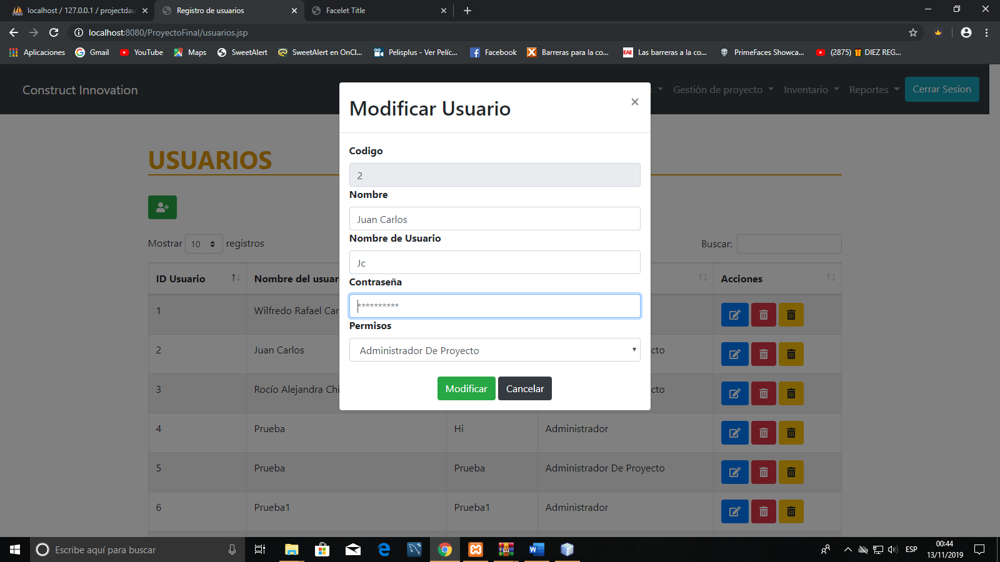 localhost / 127.0.0.1 / projectdau
Registro de usuarios
Facelet Title
localhost:8080/ProyectoFinal/usuarios.jsp
Aplicaciones
Gmail
YouTube
Maps
SweetAlert
SweetAlert en OnCl...
Pelisplus - Ver Pelíc...
Facebook
Barreras para la co...
Las barreras a la co...
PrimeFaces Showca...
(2875) 🎁 DIEZ REG...
Construct Innovation
Gestión de proyecto
Inventario
Reportes
Cerrar Sesion
Modificar Usuario
×
Codigo
2
Nombre
Juan Carlos
Nombre de Usuario
Jc
Contraseña
**********
Permisos
Administrador De Proyecto
Modificar
Cancelar
USUARIOS
Mostrar 10 registros
Buscar:
ID Usuario
Nombre del usuar
Acciones
1
Wilfredo Rafael Car
2
Juan Carlos
cto
3
Rocío Alejandra Chi
cto
4
Prueba
Hi
Administrador
5
Prueba
Prueba
Administrador De Proyecto
6
Prueba1
Prueba1
Administrador
Escribe aquí para buscar
ESP
00:44
13/11/2019